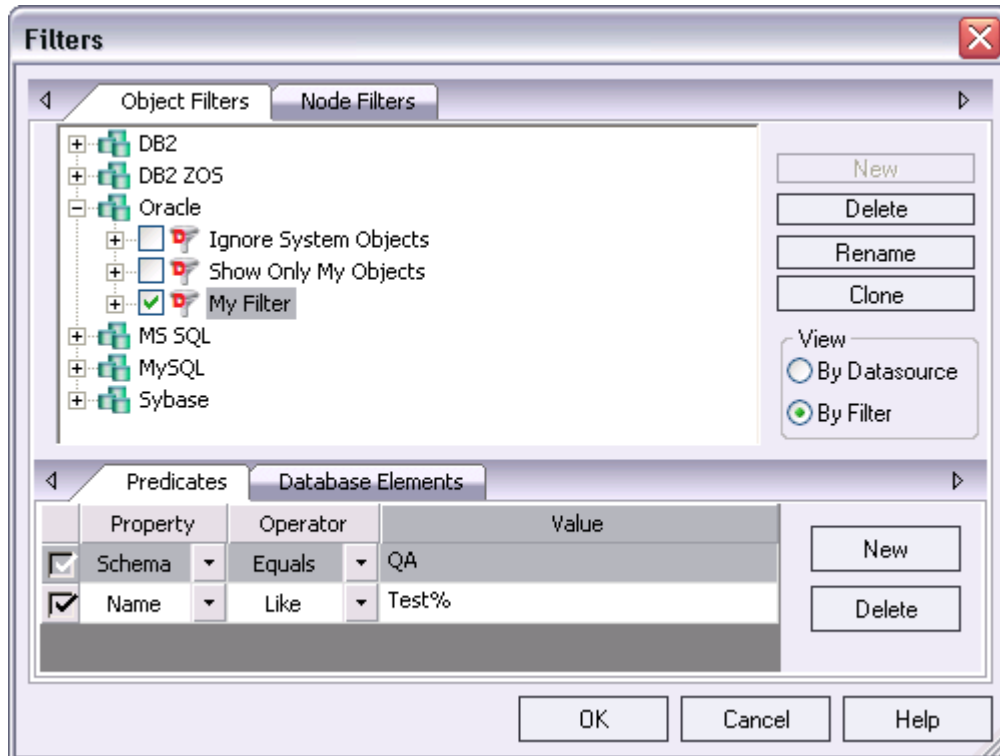 Filters
Object Filters Node Filters
DB2
DB2 ZOS
Oracle
Ignore System Objects
Show Only My Objects
My Filter
MS SQL
MySQL
Sybase
New
Delete
Rename
Clone
View
By Datasource
By Filter
Predicates Database Elements
Property Operator Value
Schema Equals QA
Name Like Test%
New
Delete
OK Cancel Help